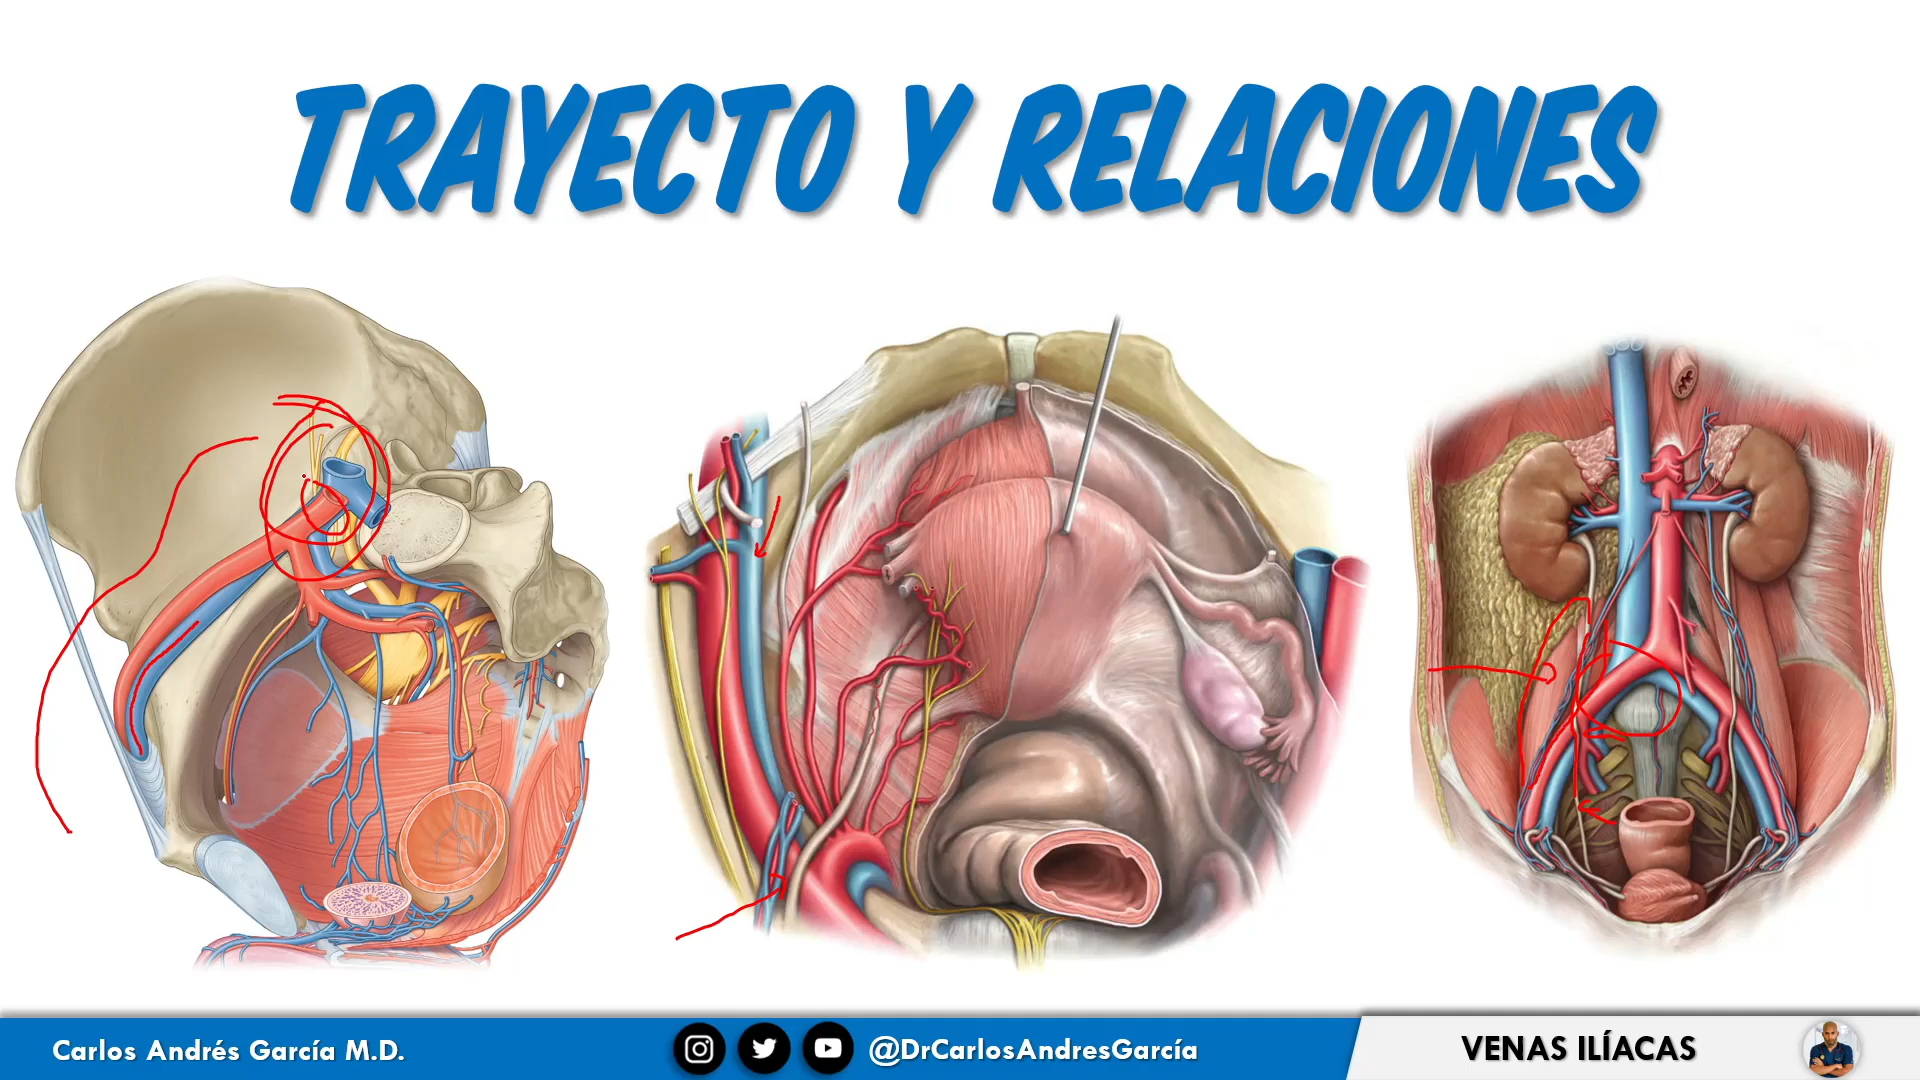 TRAYECTO Y RELACIONES
Carlos Andrés García M.D.
@DrCarlosAndresGarcía
VENAS ILÍACAS